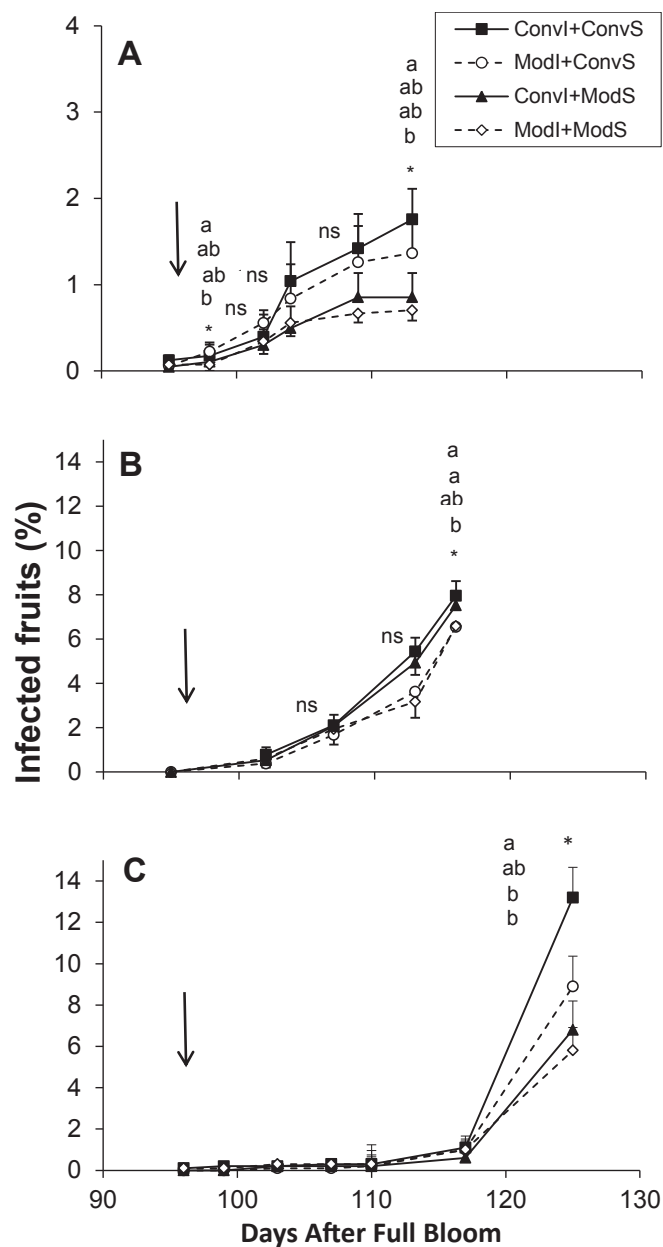 A
ConvI+ConvS
ModI+ConvS
ConvI+ModS
ModI+ModS
4
3
2
1
0
a
ab
ab
b
*
ns
ns
ns
a
ab
ab
b
*
B
14
12
10
8
6
4
2
0
ns
ns
a
a
ab
b
*
Infected fruits (%)
C
14
12
10
8
6
4
2
0
a
ab
b
b
*
90 100 110 120 130
Days After Full Bloom